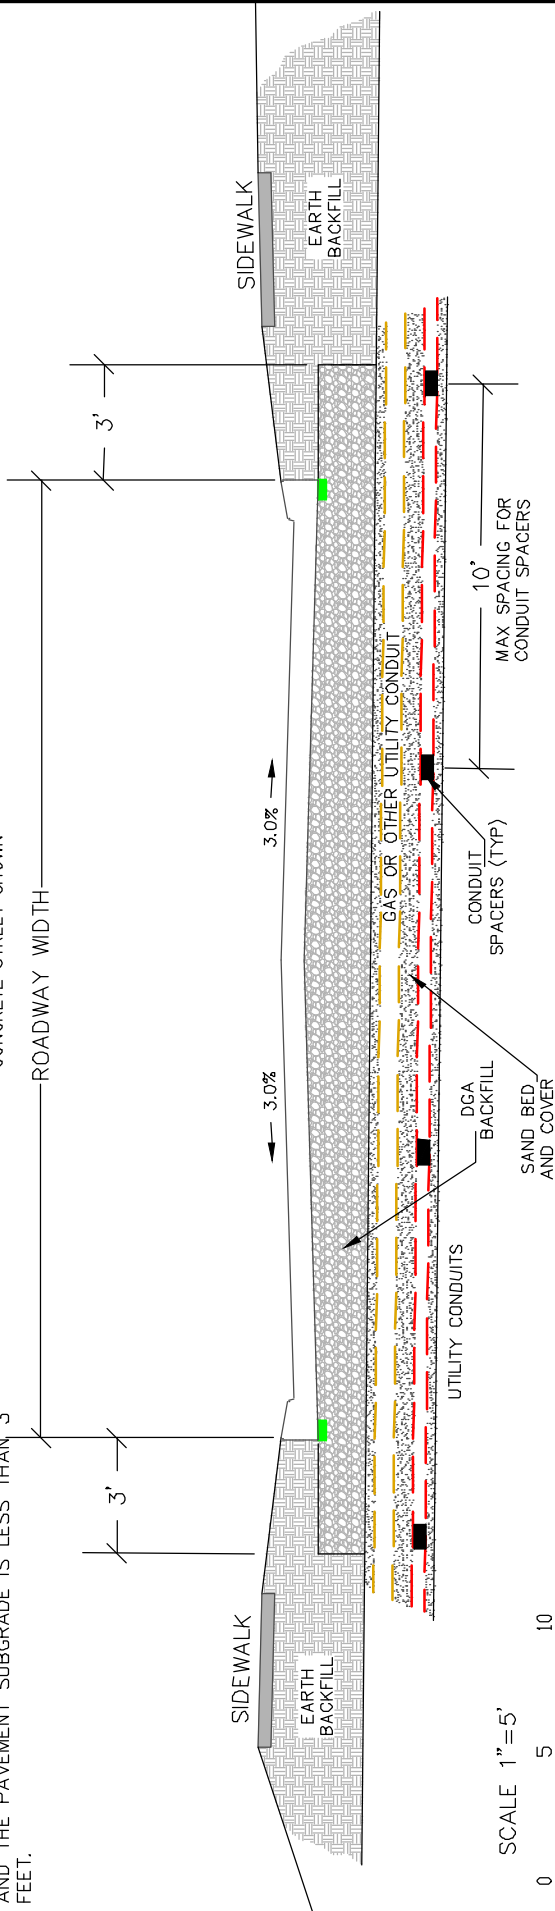 AND THE PAVEMENT SUBGRADE IS LESS THAN 3
FEET.
CONCRETE STREET SHOWN
ROADWAY WIDTH
3'
3'
SIDEWALK
SIDEWALK
3.0%
3.0%
EARTH
BACKFILL
EARTH
BACKFILL
GAS OR OTHER UTILITY CONDUIT
DGA
BACKFILL
CONDUIT
SPACERS (TYP)
10'
MAX SPACING FOR
CONDUIT SPACERS
UTILITY CONDUITS
SAND BED
AND COVER
SCALE 1"=5'
0 5 10